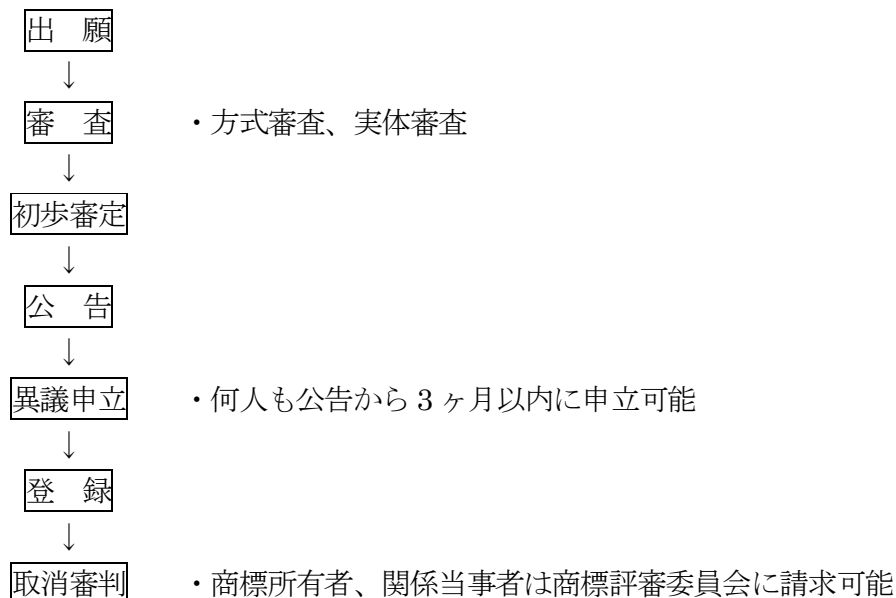 出　願
↓
審　査　・方式審査、実体審査
↓
初歩審定
↓
公　告
↓
異議申立　・何人も公告から3ヶ月以内に申立可能
↓
登　録
↓
取消審判　・商標所有者、関係当事者は商標評審委員会に請求可能